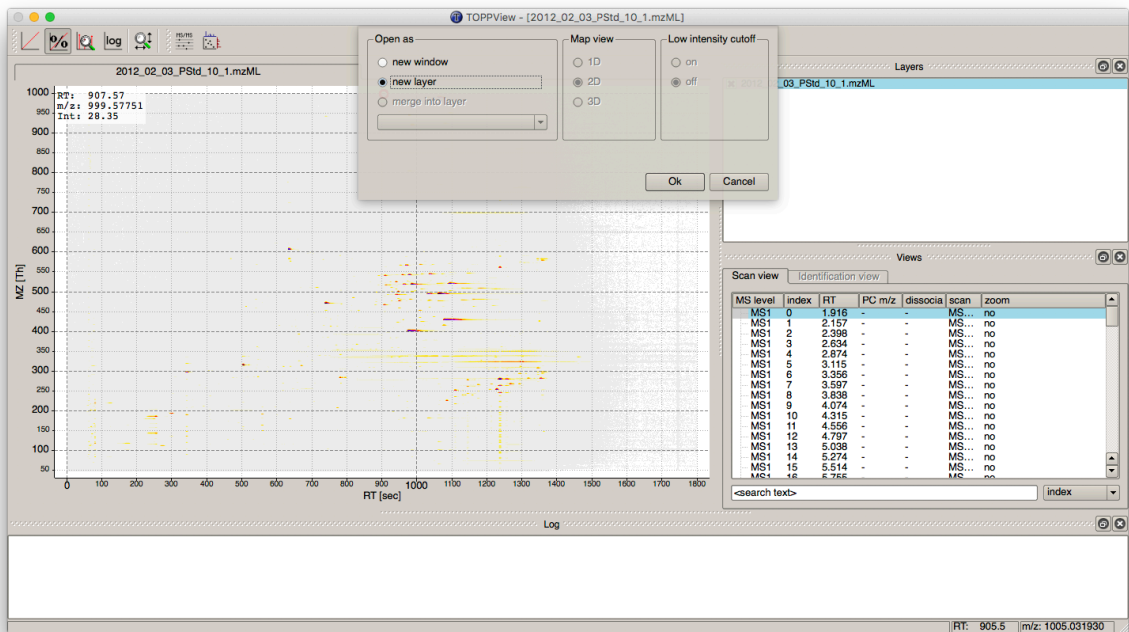 TOPPView - [2012_02_03_PStd_10_1.mzML]
% log MS/MS
Open as
new window
new layer
merge into layer
Map view
1D
2D
3D
Low intensity cutoff
on
off
Ok Cancel
2012_02_03_PStd_10_1.mzML
RT: 907.57
m/z: 999.57751
Int: 28.35
1000
950
900
850
800
750
700
650
600
550
500
450
400
350
300
250
200
150
100
50
MZ [Th]
0 100 200 300 400 500 600 700 800 900 1000 1100 1200 1300 1400 1500 1600 1700 1800
RT [sec]
Layers
03_PStd_10_1.mzML
Views
Scan view Identification view
MS level index RT PC m/z dissocia scan zoom
MS1 0 1.916 - - MS... no
MS1 1 2.157 - - MS... no
MS1 2 2.398 - - MS... no
MS1 3 2.634 - - MS... no
MS1 4 2.874 - - MS... no
MS1 5 3.115 - - MS... no
MS1 6 3.356 - - MS... no
MS1 7 3.597 - - MS... no
MS1 8 3.838 - - MS... no
MS1 9 4.074 - - MS... no
MS1 10 4.315 - - MS... no
MS1 11 4.556 - - MS... no
MS1 12 4.797 - - MS... no
MS1 13 5.038 - - MS... no
MS1 14 5.274 - - MS... no
MS1 15 5.514 - - MS... no
MS1 16 5.755 - - MS... no
<search text> index
Log
RT: 905.5 m/z: 1005.031930